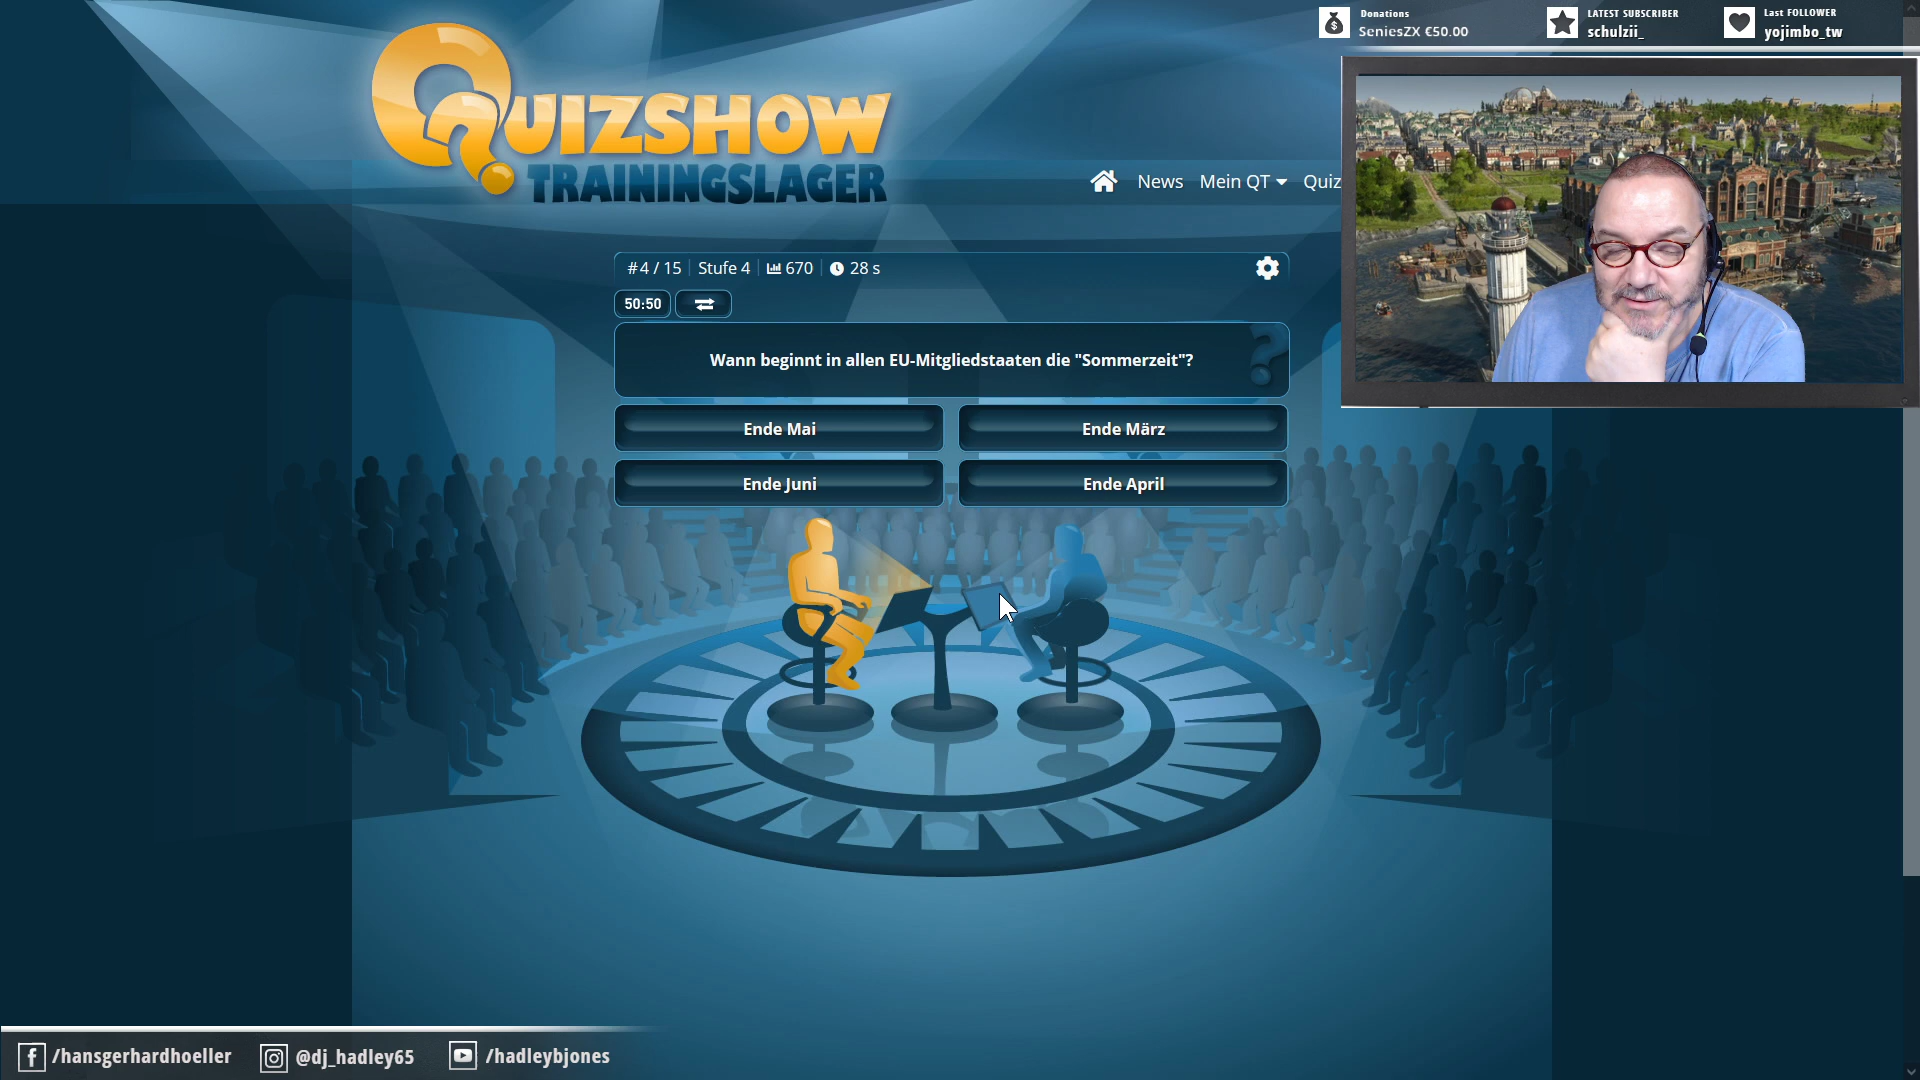 QUIZSHOW
TRAININGSLAGER
Donations
SeniesZX €50.00
LATEST SUBSCRIBER
schulzii_
Last FOLLOWER
yojimbo_tw
News
Mein QT
Quiz
#4 / 15
Stufe 4
670
28 s
50:50
Wann beginnt in allen EU-Mitgliedstaaten die "Sommerzeit"?
Ende Mai
Ende März
Ende Juni
Ende April
/hansgerhardhoeller
@dj_hadley65
/hadleybjones